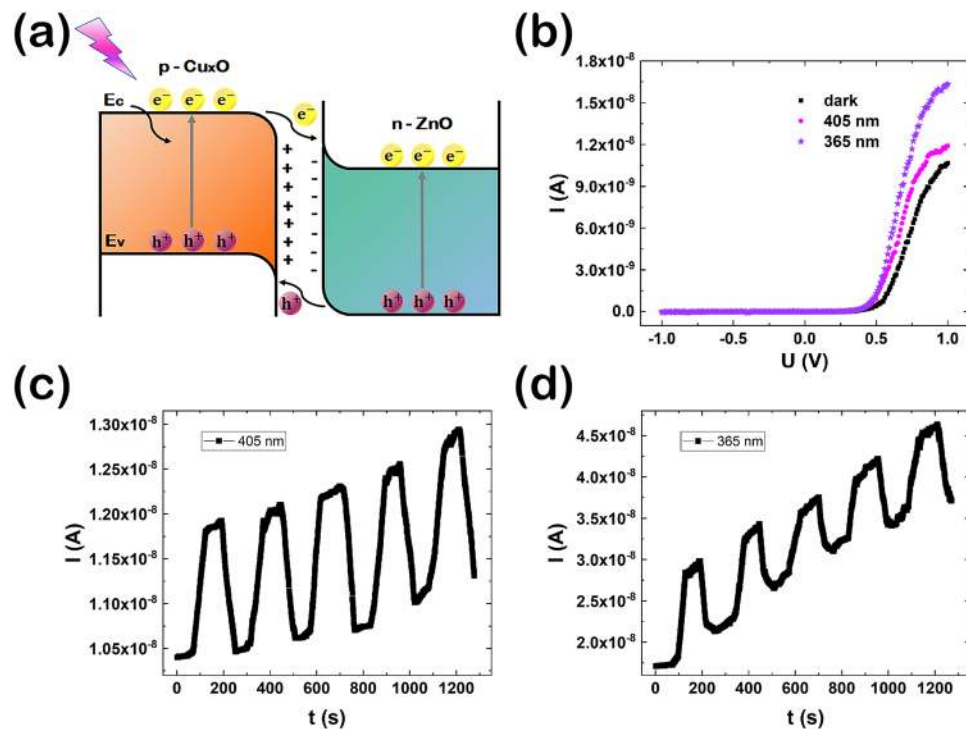 (a)
p - CuxO
Ec
e⁻ e⁻ e⁻
e⁻
n - ZnO
e⁻ e⁻ e⁻
+ -
+ -
+ -
+ -
+ -
+ -
+ -
+ -
Ev
h⁺ h⁺ h⁺
h⁺
h⁺ h⁺ h⁺
(b)
1.8x10⁻⁸
1.5x10⁻⁸
1.2x10⁻⁸
9.0x10⁻⁹
6.0x10⁻⁹
3.0x10⁻⁹
0.0
I (A)
dark
405 nm
365 nm
-1.0 -0.5 0.0 0.5 1.0
U (V)
(c)
1.30x10⁻⁸
1.25x10⁻⁸
1.20x10⁻⁸
1.15x10⁻⁸
1.10x10⁻⁸
1.05x10⁻⁸
I (A)
405 nm
0 200 400 600 800 1000 1200
t (s)
(d)
4.5x10⁻⁸
4.0x10⁻⁸
3.5x10⁻⁸
3.0x10⁻⁸
2.5x10⁻⁸
2.0x10⁻⁸
I (A)
365 nm
0 200 400 600 800 1000 1200
t (s)